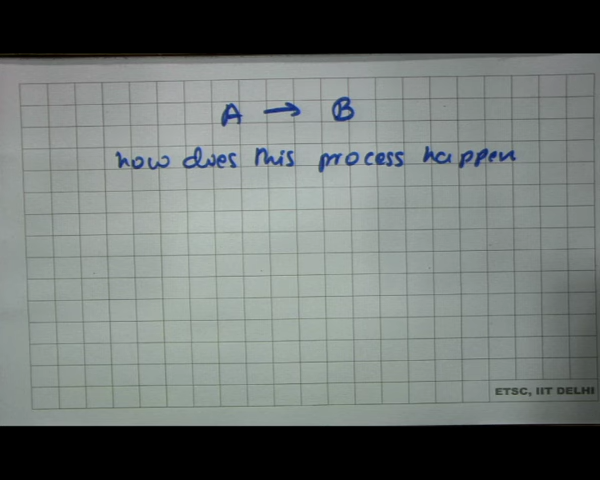 A → B
how does this process happen
ETSC, IIT DELHI